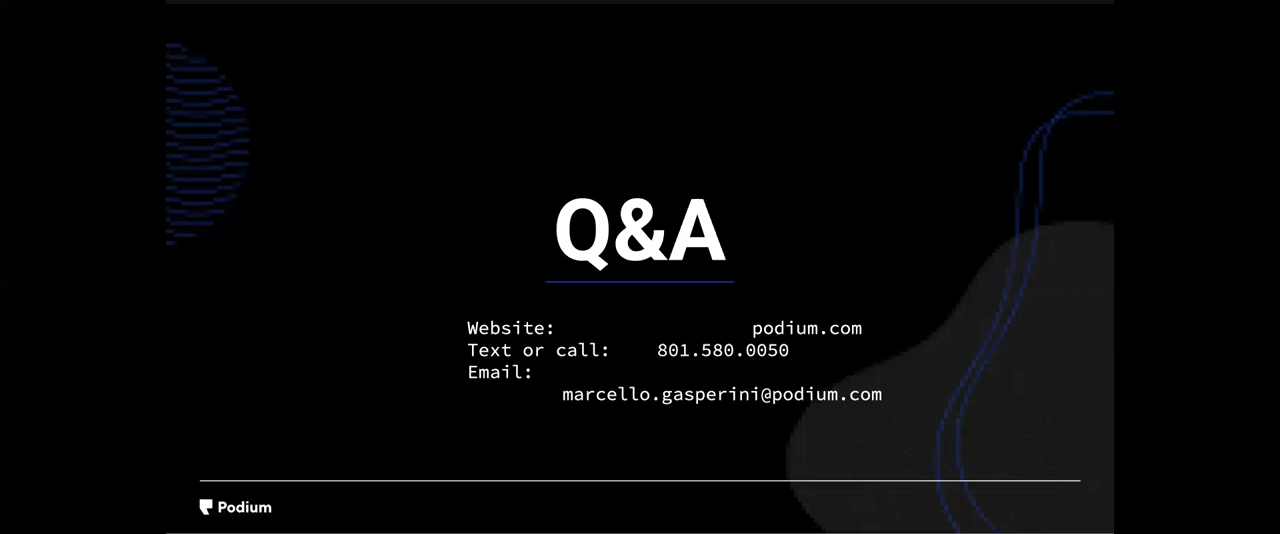 Q&A
Website: podium.com
Text or call: 801.580.0050
Email:
marcello.gasperini@podium.com
Podium